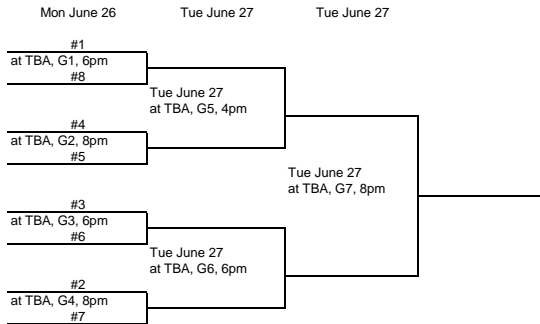 Mon June 26 Tue June 27 Tue June 27
#1
at TBA, G1, 6pm
#8
Tue June 27
at TBA, G5, 4pm
#4
at TBA, G2, 8pm
#5
Tue June 27
at TBA, G7, 8pm
#3
at TBA, G3, 6pm
#6
Tue June 27
at TBA, G6, 6pm
#2
at TBA, G4, 8pm
#7